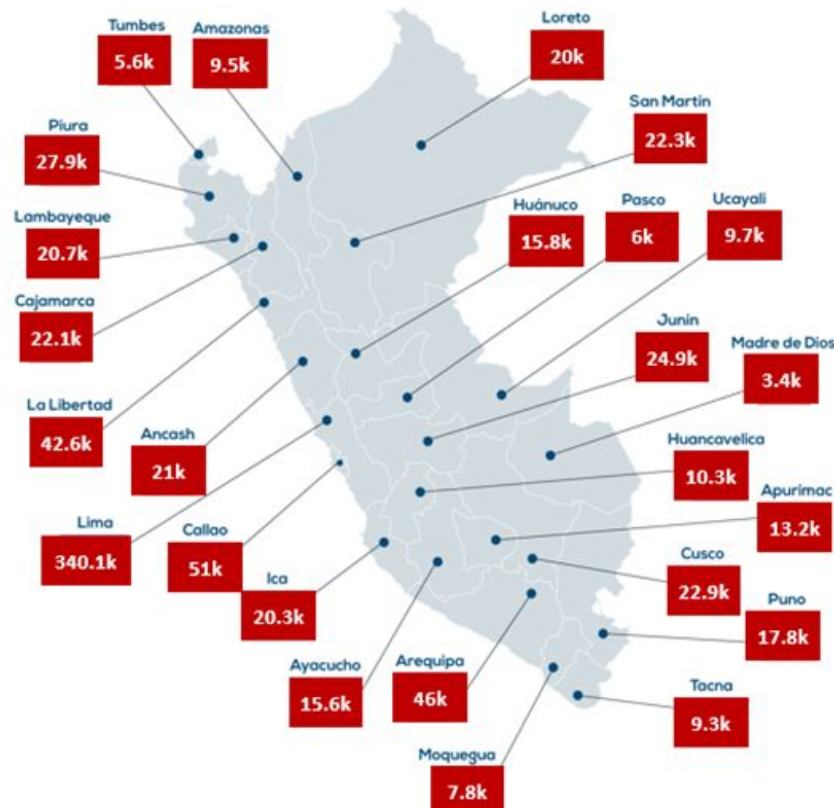 Loreto
20k
Tumbes
5.6k
Amazonas
9.5k
San Martín
22.3k
Piura
27.9k
Huánuco
15.8k
Pasco
6k
Ucayali
9.7k
Lambayeque
20.7k
Cajamarca
22.1k
Junín
24.9k
Madre de Dios
3.4k
La Libertad
42.6k
Ancash
21k
Huancavelica
10.3k
Apurímac
13.2k
Lima
340.1k
Callao
51k
Ica
20.3k
Cusco
22.9k
Puno
17.8k
Ayacucho
15.6k
Arequipa
46k
Tacna
9.3k
Moquegua
7.8k